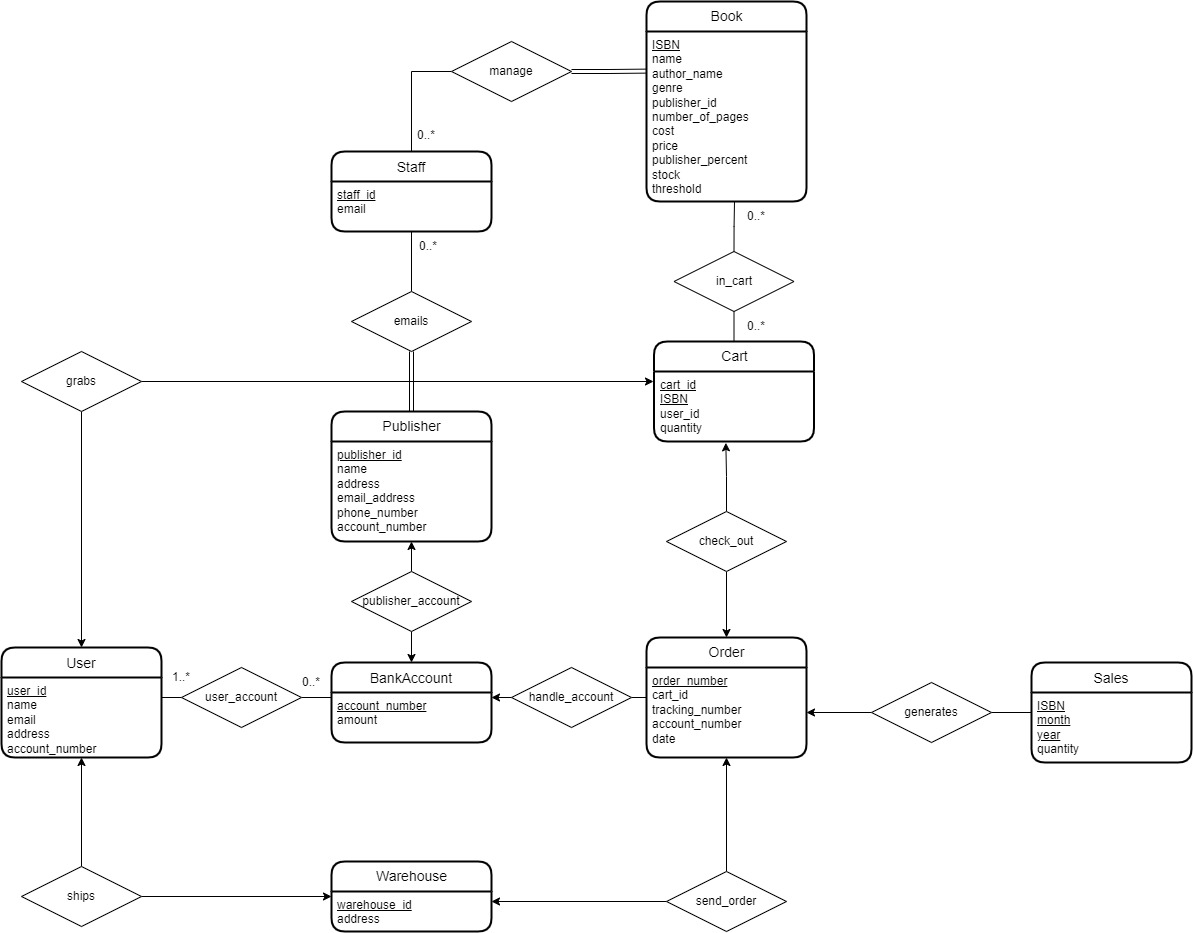 Book
ISBN
name
author_name
genre
publisher_id
number_of_pages
cost
price
publisher_percent
stock
threshold
manage
0..*
Staff
staff_id
email
0..*
0..*
in_cart
0..*
emails
grabs
Cart
cart_id
ISBN
user_id
quantity
Publisher
publisher_id
name
address
email_address
phone_number
account_number
check_out
publisher_account
User
user_id
name
email
address
account_number
1..*
user_account
0..*
BankAccount
account_number
amount
handle_account
Order
order_number
cart_id
tracking_number
account_number
date
generates
Sales
ISBN
month
year
quantity
ships
Warehouse
warehouse_id
address
send_order